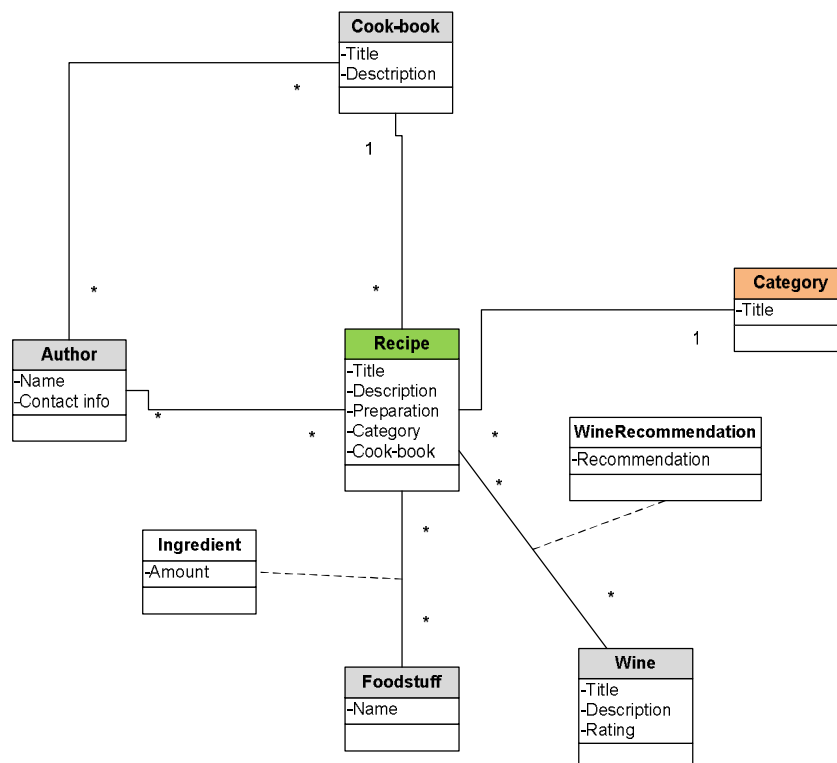 Cook-book
-Title
-Desctription
*
1
*
*
Category
-Title
1
Author
-Name
-Contact info
*
Recipe
-Title
-Description
-Preparation
-Category
-Cook-book
*
*
*
WineRecommendation
-Recommendation
Ingredient
-Amount
*
*
*
Foodstuff
-Name
Wine
-Title
-Description
-Rating